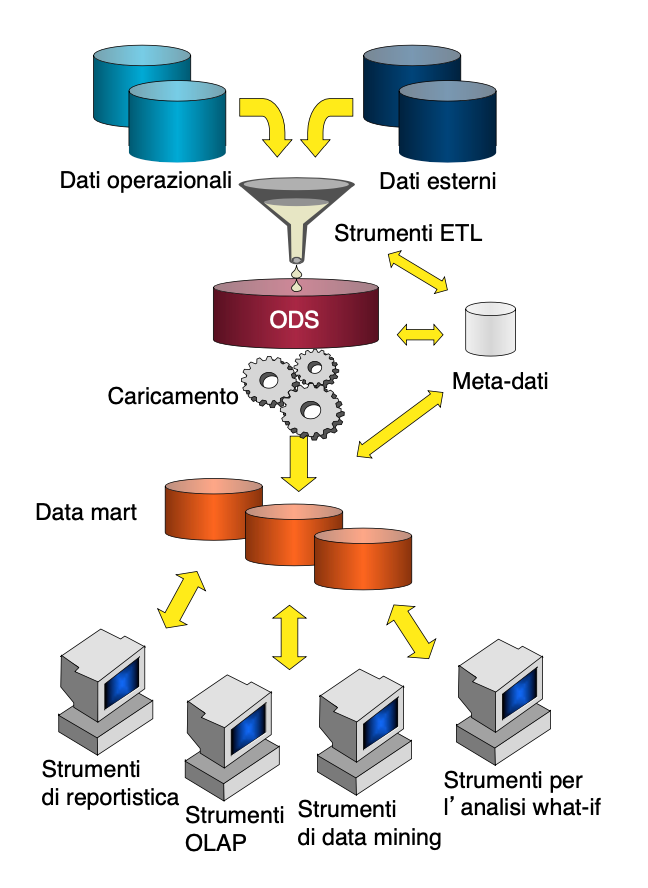 Dati operazionali
Dati esterni
Strumenti ETL
ODS
Meta-dati
Caricamento
Data mart
Strumenti
di reportistica
Strumenti
OLAP
Strumenti
di data mining
Strumenti per
l’ analisi what-if